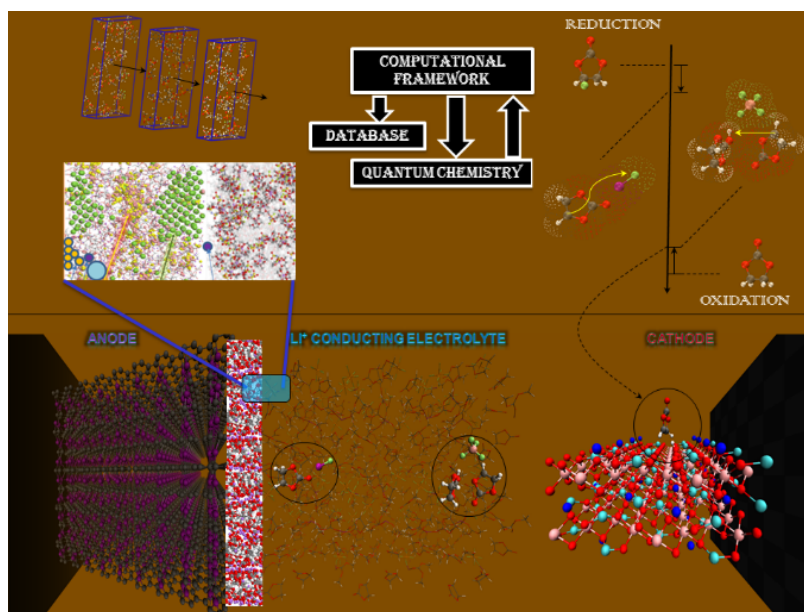 REDUCTION
COMPUTATIONAL
FRAMEWORK
DATABASE
QUANTUM CHEMISTRY
OXIDATION
ANODE
Li⁺ CONDUCTING ELECTROLYTE
CATHODE